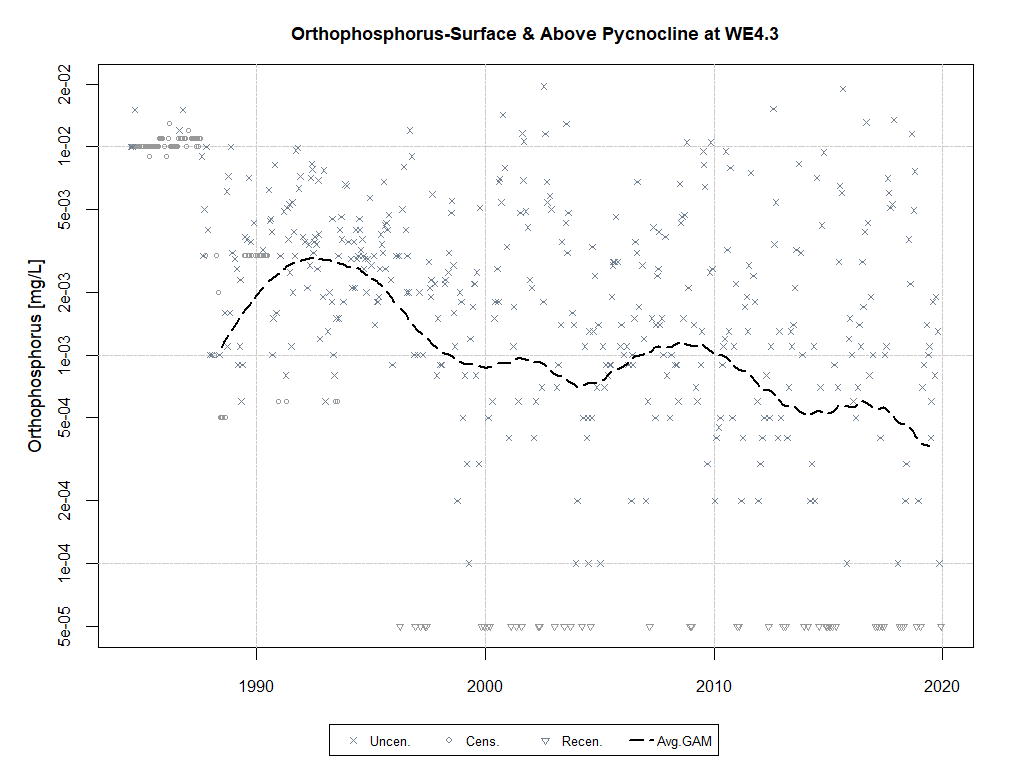 Orthophosphorus-Surface & Above Pycnocline at WE4.3
Orthophosphorus [mg/L]
2e-02
1e-02
5e-03
2e-03
1e-03
5e-04
2e-04
1e-04
5e-05
1990 2000 2010 2020
Uncen. Cens. Recen. Avg.GAM